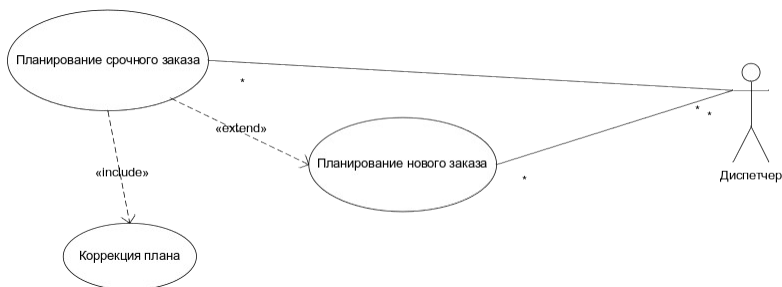 Планирование срочного заказа
*
* *
«extend»
Планирование нового заказа
«include»
Диспетчер
*
Коррекция плана